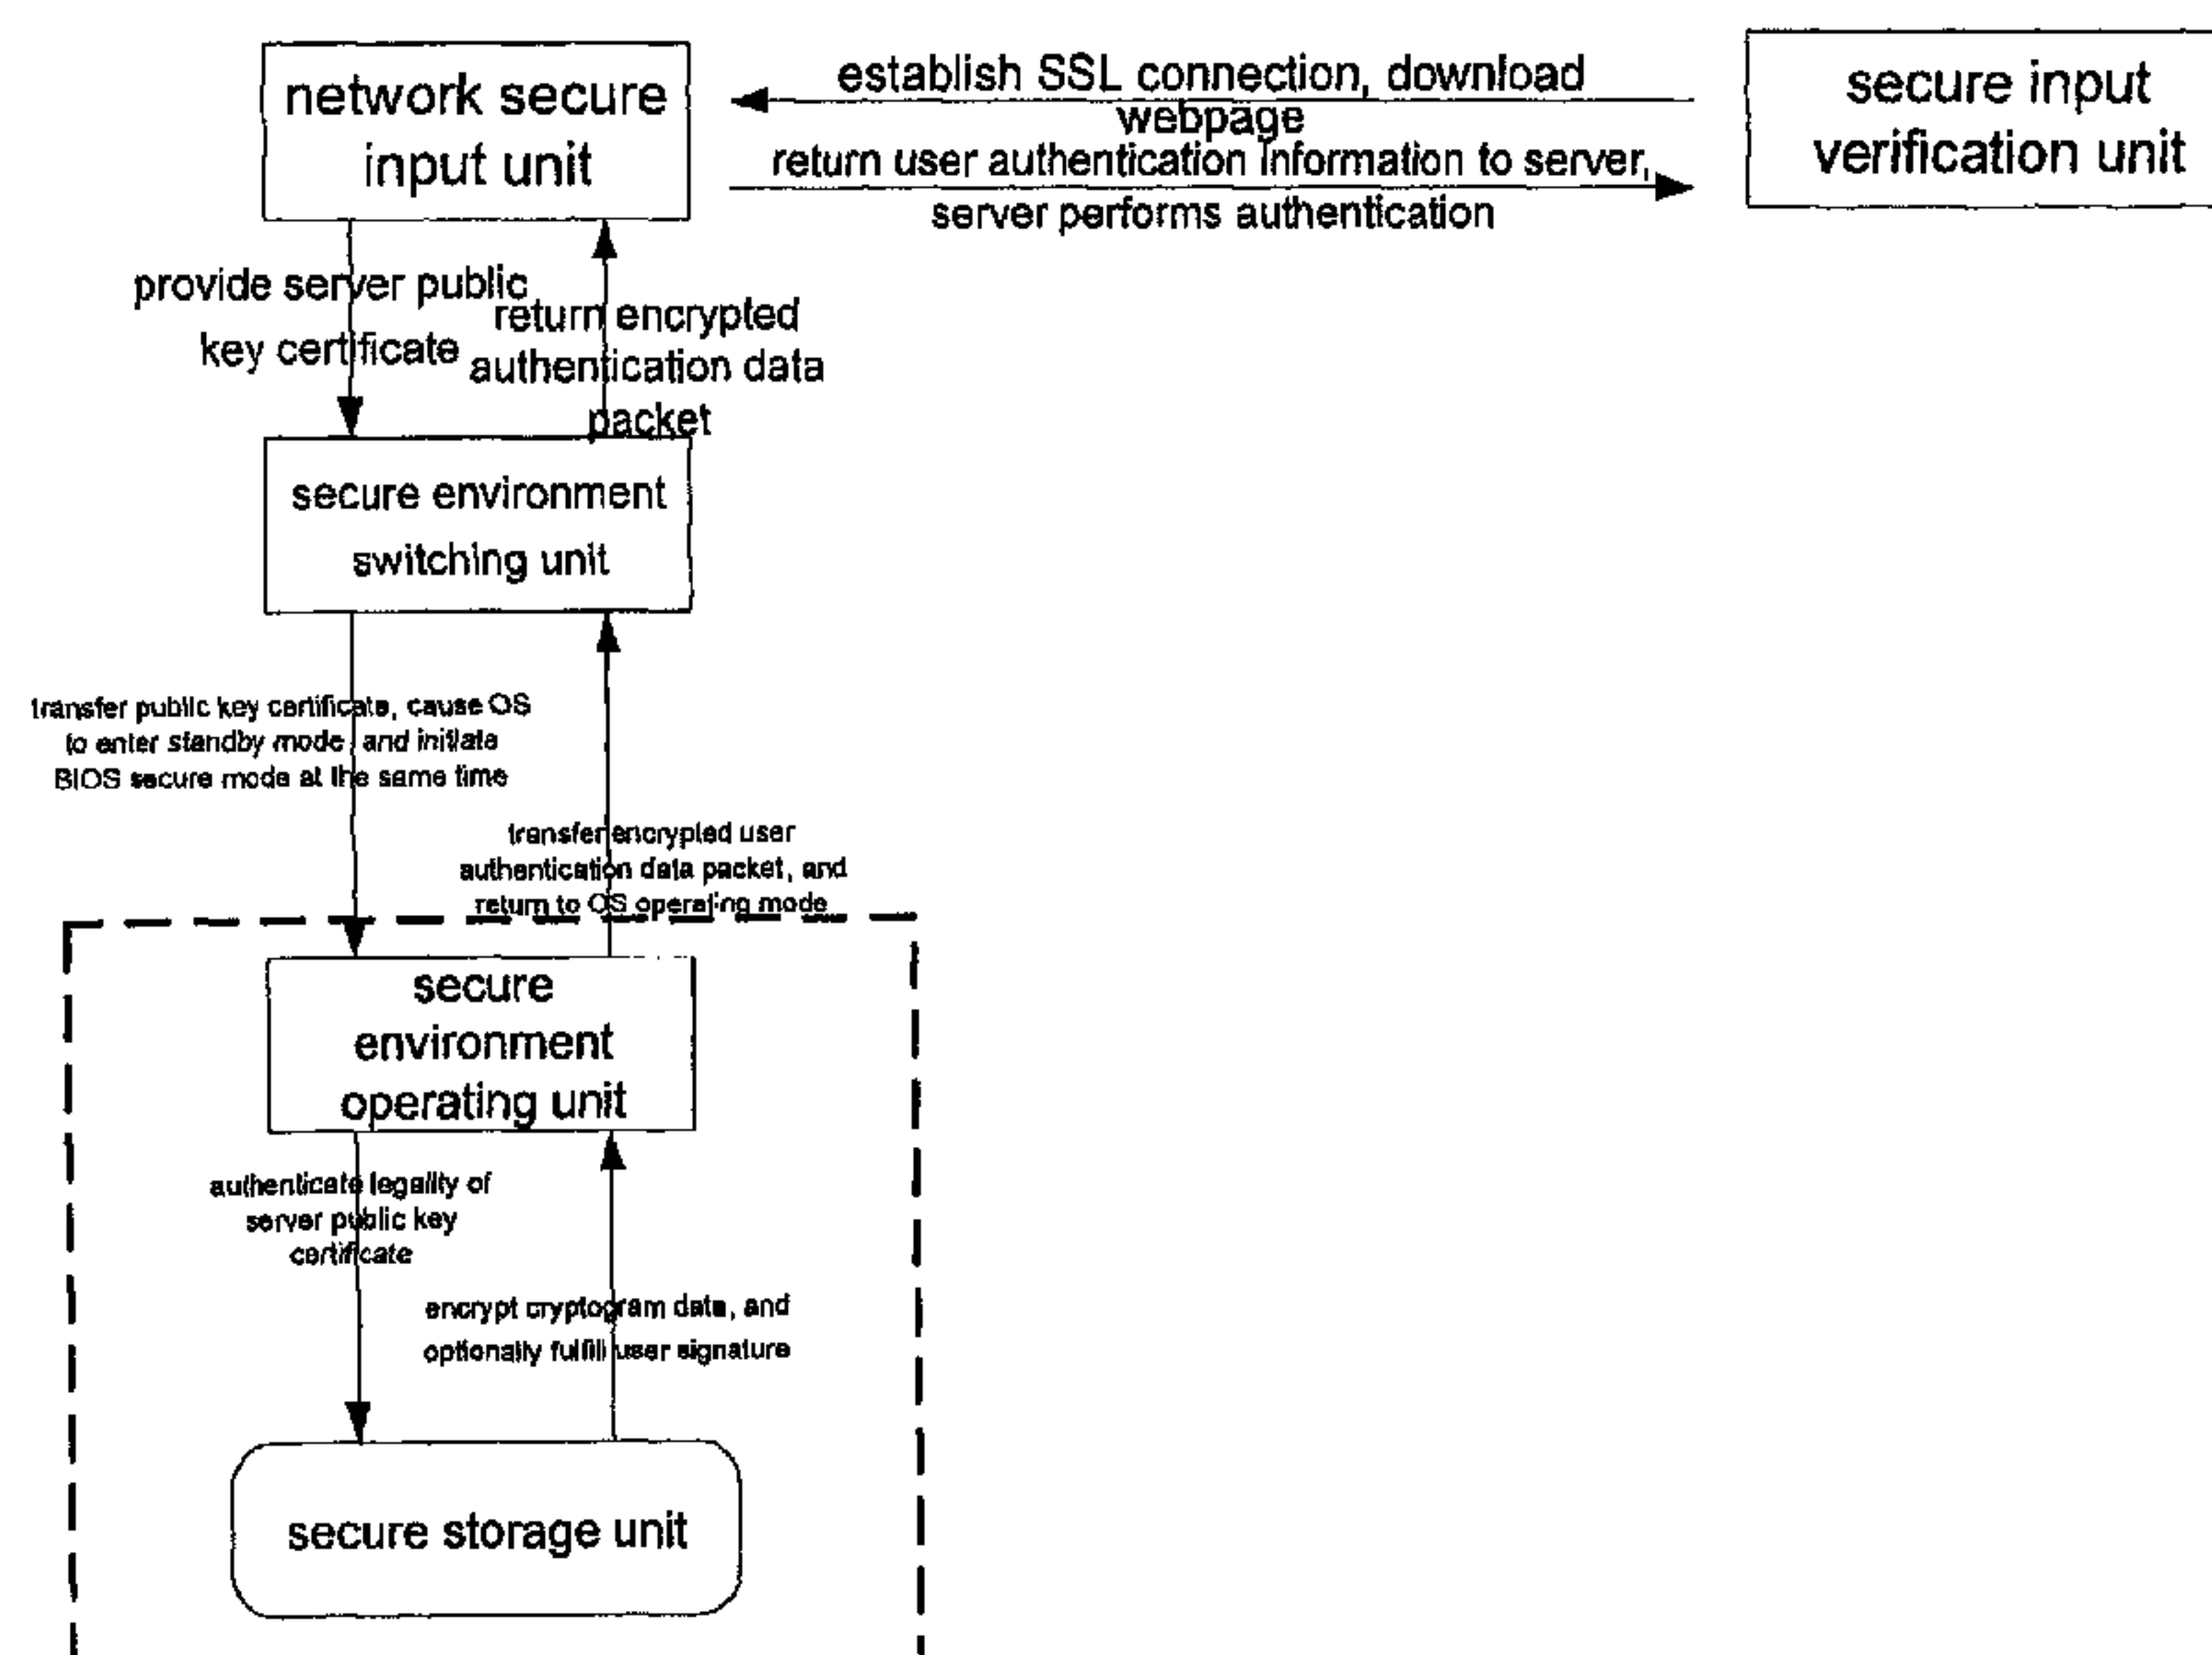 network secure
input unit
establish SSL connection, download
webpage
return user authentication information to server,
server performs authentication
secure input
verification unit
provide server public
key certificate
return encrypted
authentication data
packet
secure environment
switching unit
transfer public key certificate, cause OS
to enter standby mode, and initiate
BIOS secure mode at the same time
transfer encrypted user
authentication data packet, and
return to OS operating mode
secure
environment
operating unit
authenticate legality of
server public key
certificate
encrypt cryptogram data, and
optionally fulfill user signature
secure storage unit